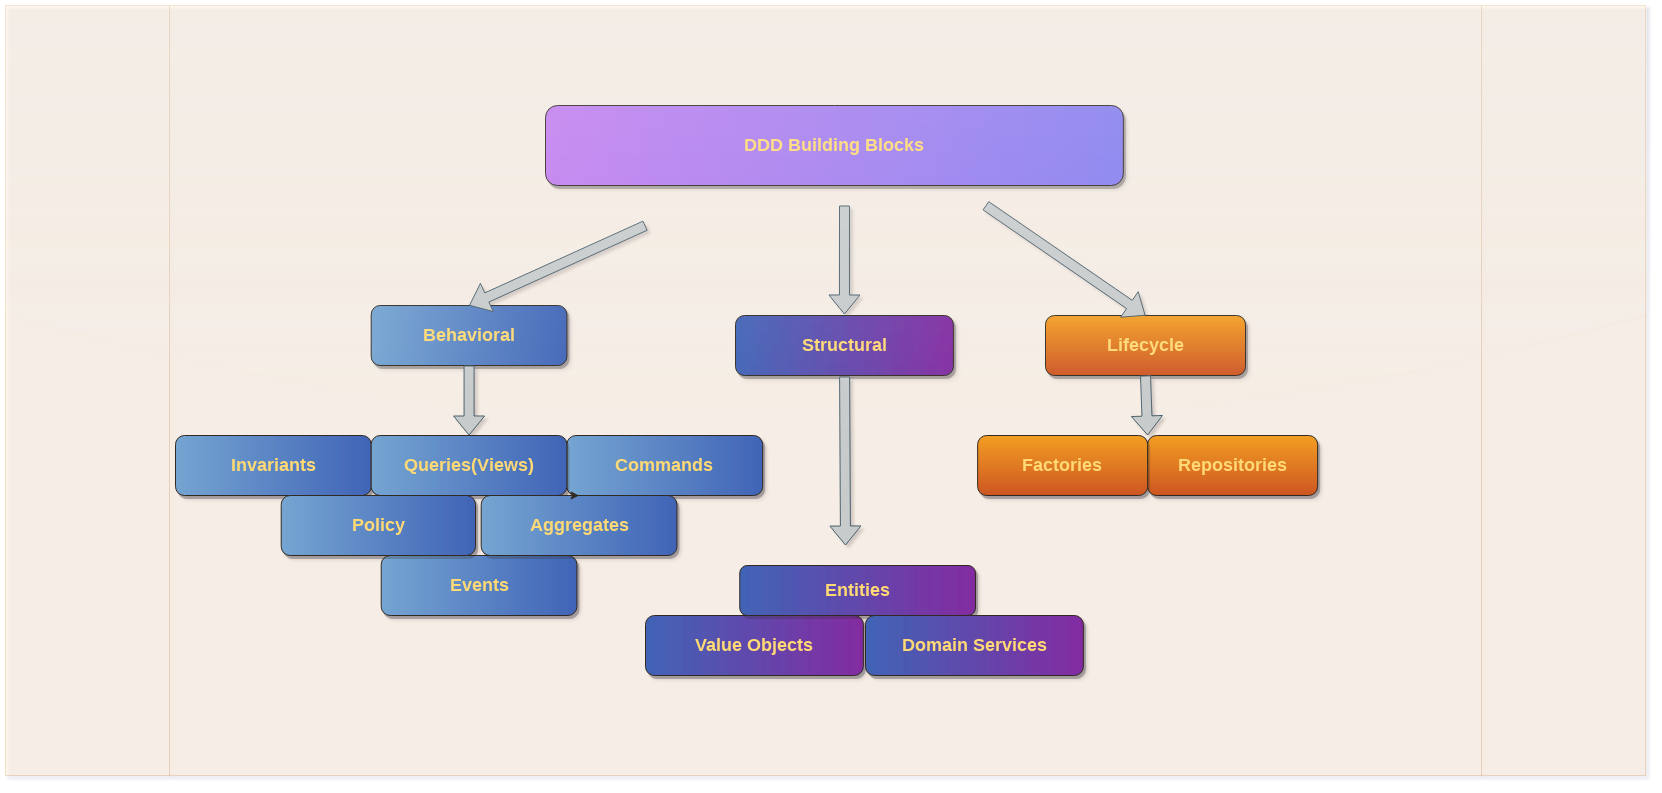 DDD Building Blocks
Behavioral
Structural
Lifecycle
Invariants
Queries(Views)
Commands
Factories
Repositories
Policy
Aggregates
Events
Entities
Value Objects
Domain Services